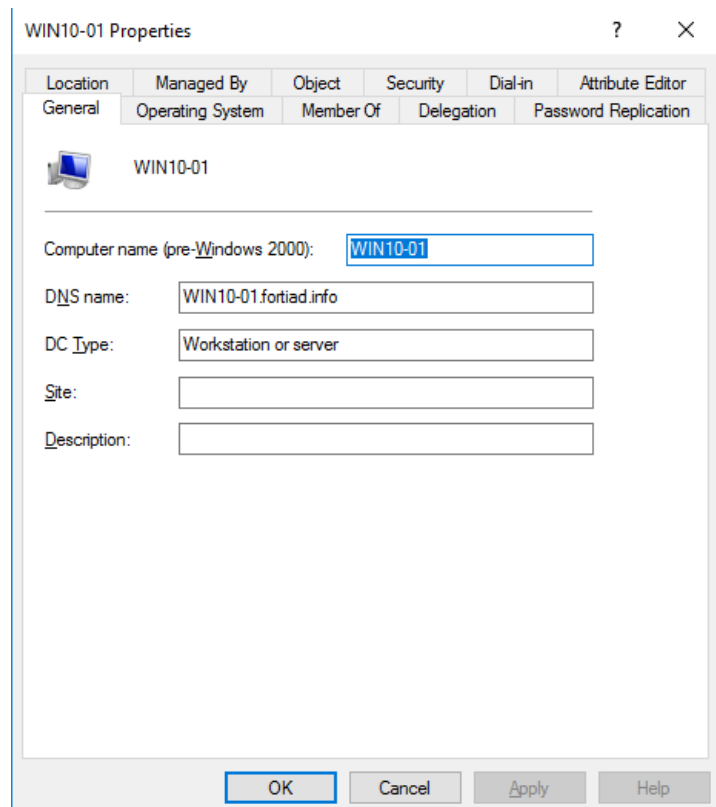 WIN10-01 Properties ? ×
Location Managed By Object Security Dial-in Attribute Editor
General Operating System Member Of Delegation Password Replication
WIN10-01
Computer name (pre-Windows 2000): WIN10-01
DNS name: WIN10-01.fortiad.info
DC Type: Workstation or server
Site:
Description:
OK Cancel Apply Help